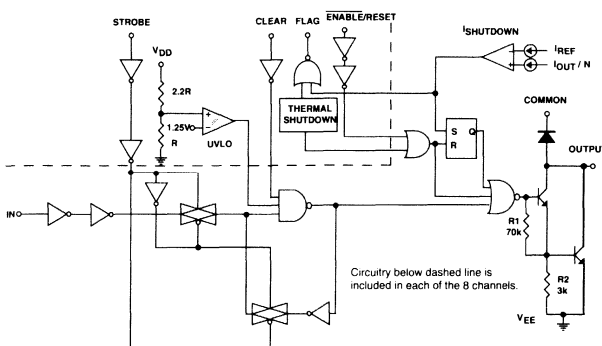 STROBE
CLEAR
FLAG
ENABLE/RESET
ISHUTDOWN
IREF
IOUT / N
VDD
2.2R
1.25V
R
UVLO
THERMAL
SHUTDOWN
S Q
R
COMMON
OUTPU
IN
R1
70k
R2
3k
VEE
Circuitry below dashed line is
included in each of the 8 channels.